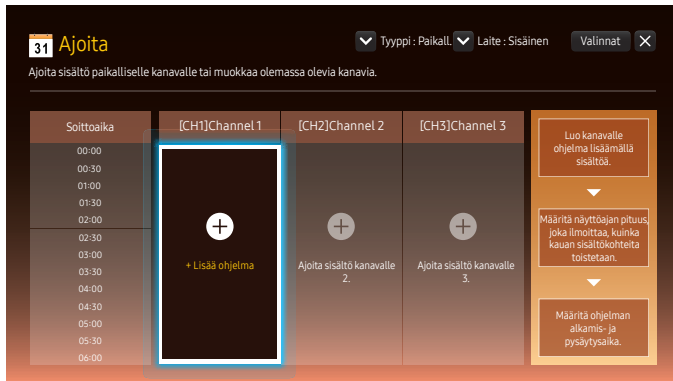 31 Ajoita
Tyyppi : Paikall. Laite : Sisäinen Valinnat
Ajoita sisältö paikalliselle kanavalle tai muokkaa olemassa olevia kanavia.
Soittoaika [CH1]Channel 1 [CH2]Channel 2 [CH3]Channel 3
00:00
00:30
01:00
01:30
02:00
02:30
03:00
03:30
04:00
04:30
05:00
05:30
06:00
+ Lisää ohjelma
Ajoita sisältö kanavalle
2.
Ajoita sisältö kanavalle
3.
Luo kanavalle
ohjelma lisäämällä
sisältöä.
Määritä näyttöajan pituus,
joka ilmoittaa, kuinka
kauan sisältökohteita
toistetaan.
Määritä ohjelman
alkamis- ja
pysäytysaika.